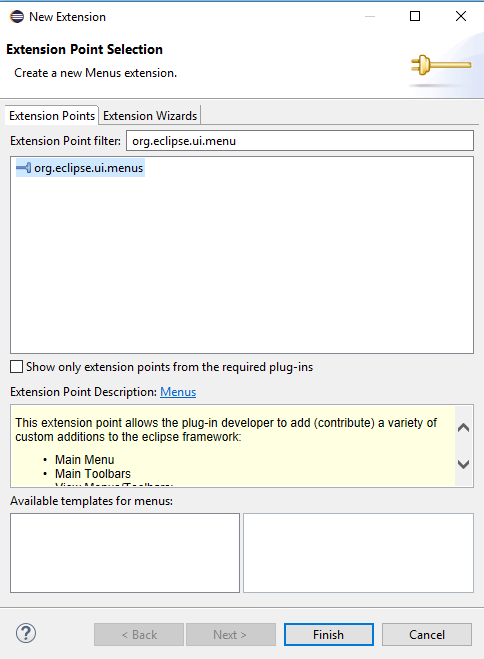 New Extension
Extension Point Selection
Create a new Menus extension.
Extension Points Extension Wizards
Extension Point filter: org.eclipse.ui.menu
org.eclipse.ui.menus
Show only extension points from the required plug-ins
Extension Point Description: Menus
This extension point allows the plug-in developer to add (contribute) a variety of
custom additions to the eclipse framework:
• Main Menu
• Main Toolbars
View Menus/Toolbars:
Available templates for menus:
? < Back Next > Finish Cancel